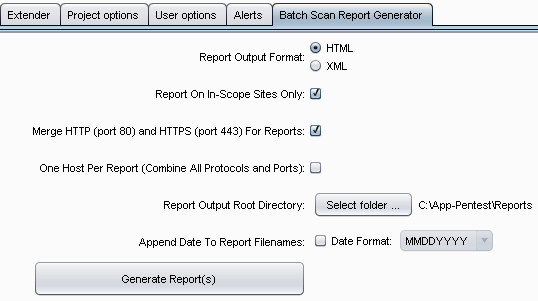 Extender Project options User options Alerts Batch Scan Report Generator
Report Output Format: HTML
XML
Report On In-Scope Sites Only:
Merge HTTP (port 80) and HTTPS (port 443) For Reports:
One Host Per Report (Combine All Protocols and Ports):
Report Output Root Directory: Select folder ... C:\App-Pentest\Reports
Append Date To Report Filenames: Date Format: MMDDYYYY
Generate Report(s)